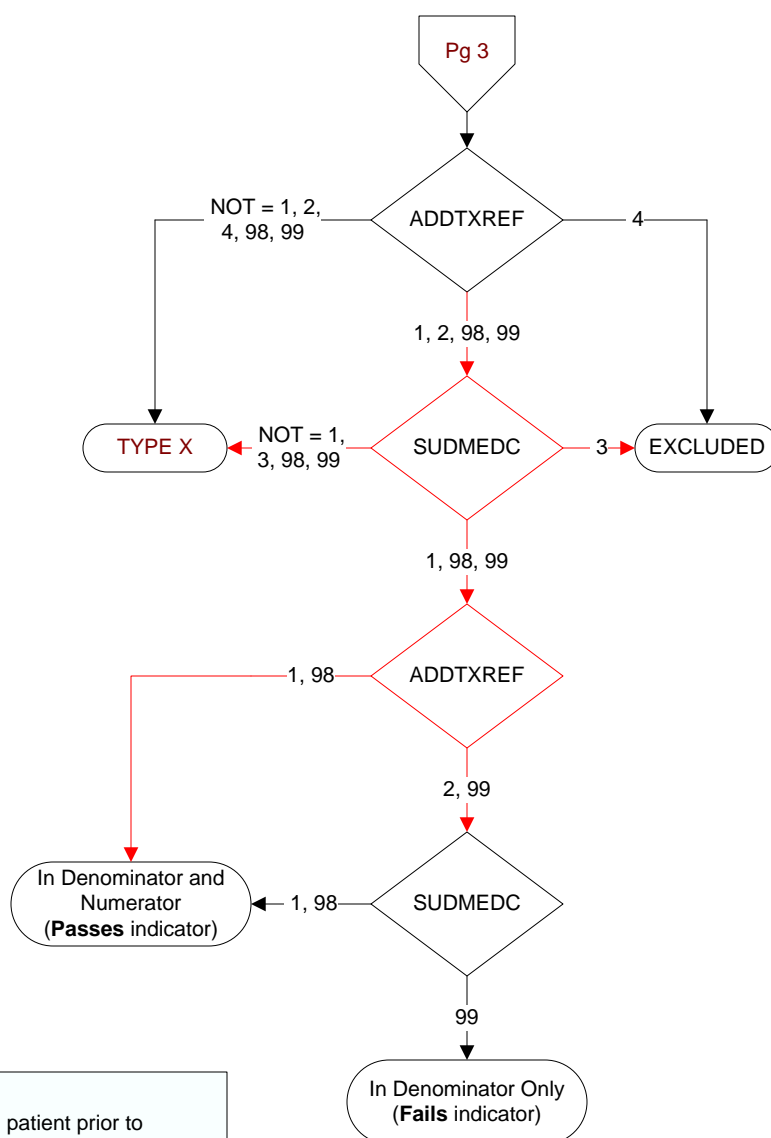 Pg 3
ADDTXREF
NOT = 1, 2,
4, 98, 99
4
1, 2, 98, 99
TYPE X
NOT = 1,
3, 98, 99
SUDMEDC
3
EXCLUDED
1, 98, 99
1, 98
ADDTXREF
2, 99
In Denominator and
Numerator
(Passes indicator)
1, 98
SUDMEDC
99
In Denominator Only
(Fails indicator)
patient prior to